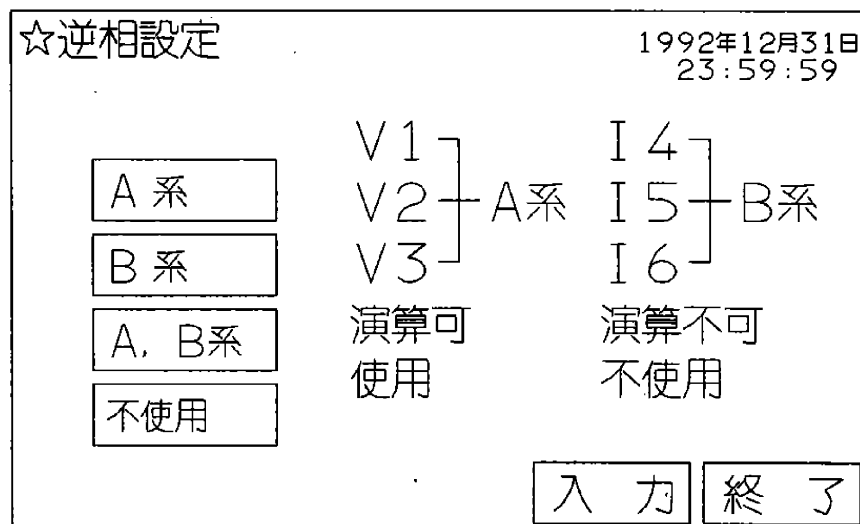 ☆逆相設定
1992年12月31日
23:59:59
A系
B系
A, B系
不使用
V1
V2
V3
A系
演算可
使用
I4
I5
I6
B系
演算不可
不使用
入力
終了